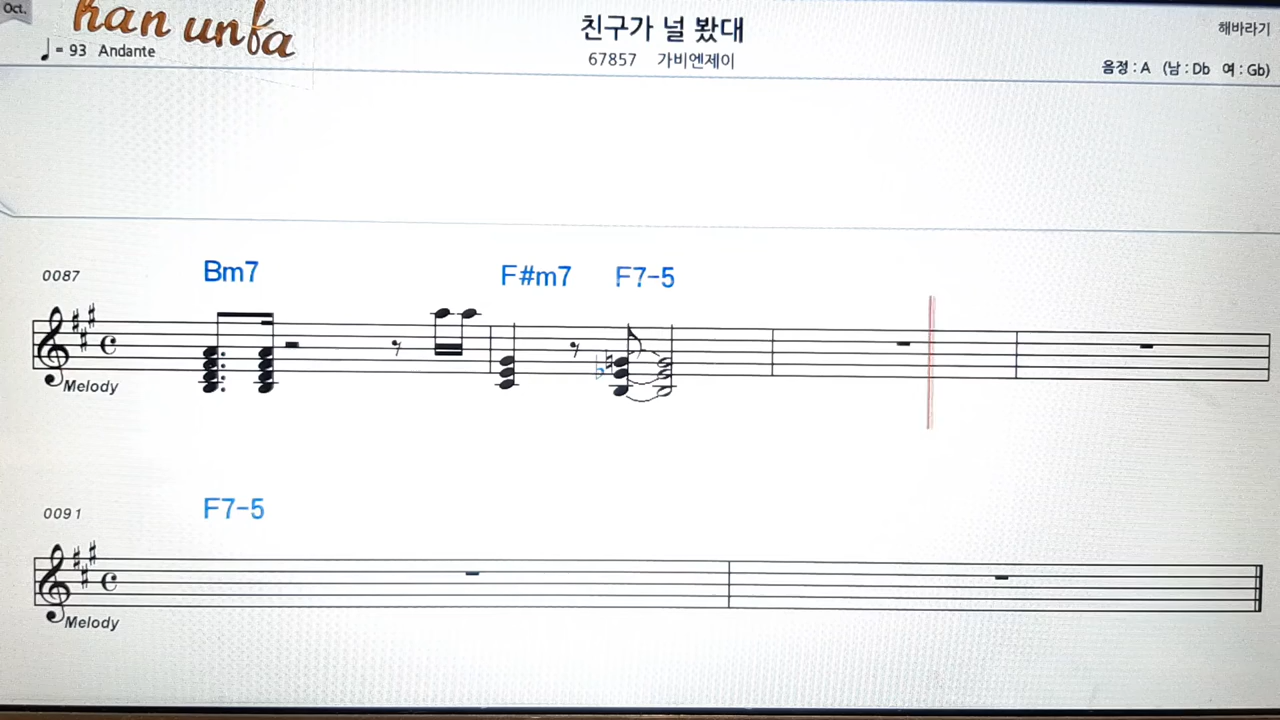 Oct.
han unfa
친구가 널 봤대
해바라기
= 93 Andante
67857 가비엔제이
음정 : A (남 : Db 여 : Gb)
0087
Bm7 F#m7 F7-5
Melody
0091
F7-5
Melody